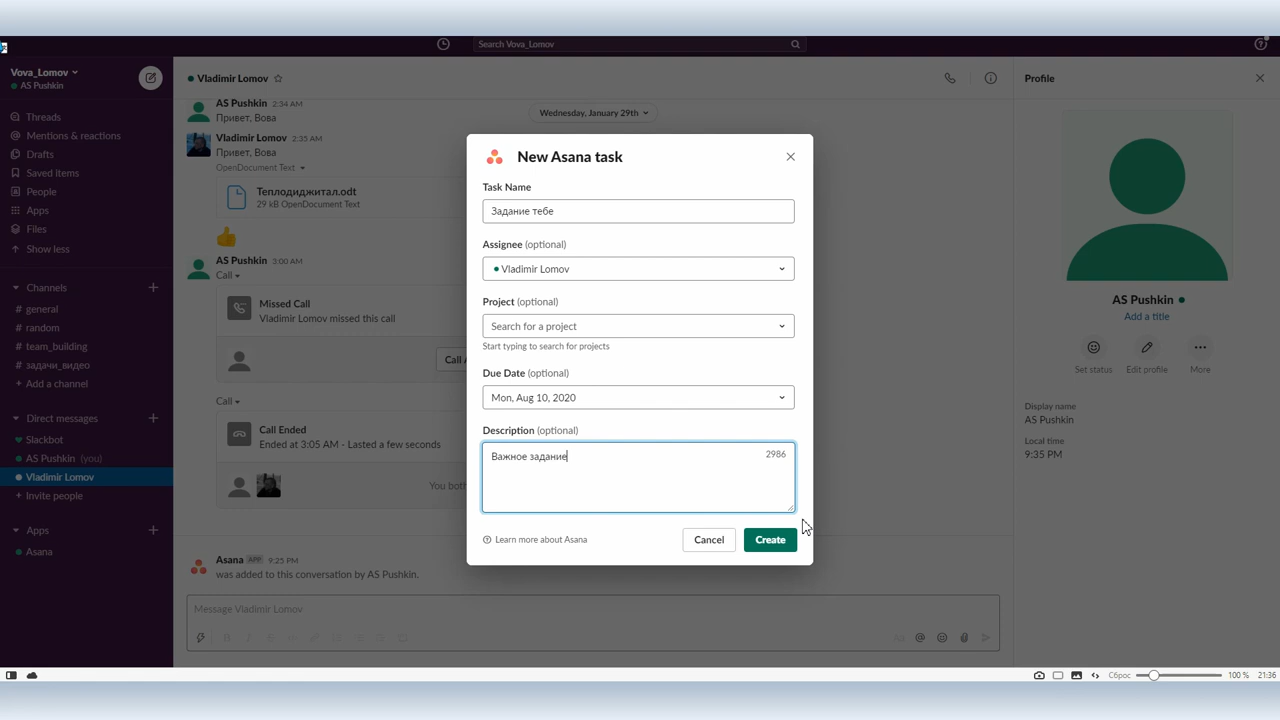 Search Vova_Lomov
Vova_Lomov
AS Pushkin
Threads
Mentions & reactions
Drafts
Saved items
People
Apps
Files
Show less
Channels
# general
# random
# team_building
# задачи_видео
+ Add a channel
Direct messages
Slackbot
AS Pushkin (you)
Vladimir Lomov
+ Invite people
Apps
Asana
Vladimir Lomov
Wednesday, January 29th
AS Pushkin 2:34 AM
Привет, Вова
Vladimir Lomov 2:35 AM
Привет, Вова
OpenDocument Text
Теплодиджитал.odt
29 kB OpenDocument Text
AS Pushkin 3:00 AM
Call
Missed Call
Vladimir Lomov missed this call
Call A
Call
Call Ended
Ended at 3:05 AM - Lasted a few seconds
You both
Asana APP 9:25 PM
was added to this conversation by AS Pushkin.
Message Vladimir Lomov
New Asana task
Task Name
Задание тебе
Assignee (optional)
Vladimir Lomov
Project (optional)
Search for a project
Start typing to search for projects
Due Date (optional)
Mon, Aug 10, 2020
Description (optional)
Важное задание
2986
Learn more about Asana
Cancel
Create
Profile
AS Pushkin
Add a title
Set status
Edit profile
More
Display name
AS Pushkin
Local time
9:35 PM
Сброс
100 %
21:36